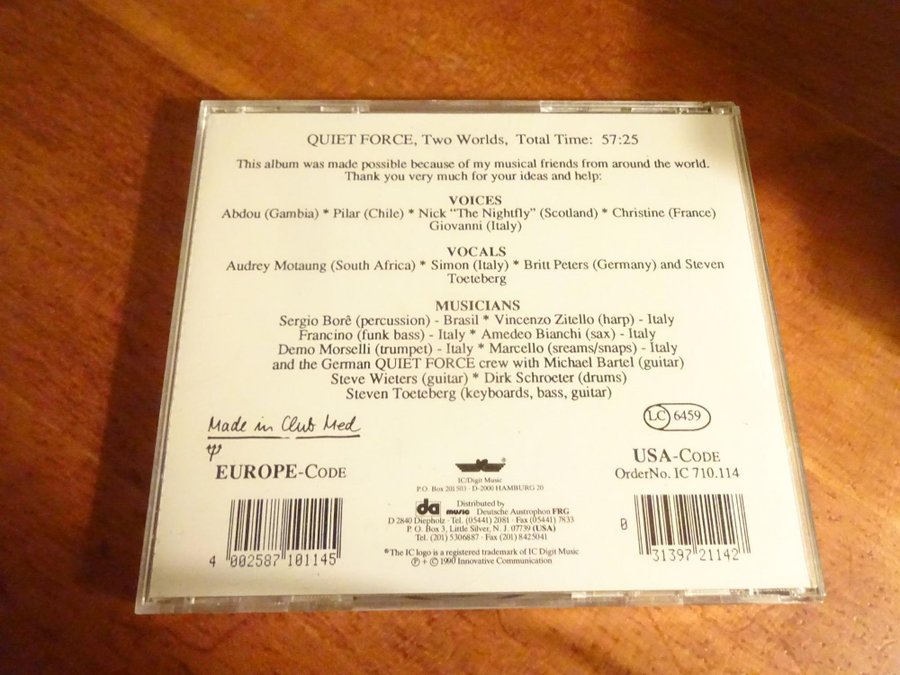 QUIET FORCE, Two Worlds, Total Time: 57:25
This album was made possible because of my musical friends from around the world.
Thank you very much for your ideas and help:
VOICES
Abdou (Gambia) * Pilar (Chile) * Nick "The Nightfly" (Scotland) * Christine (France)
Giovanni (Italy)
VOCALS
Audrey Motaung (South Africa) * Simon (Italy) * Britt Peters (Germany) and Steven
Toeteberg
MUSICIANS
Sergio Borê (percussion) - Brasil * Vincenzo Zitello (harp) - Italy
Francino (funk bass) - Italy * Amedeo Bianchi (sax) - Italy
Demo Morselli (trumpet) - Italy * Marcello (sreams/snaps) - Italy
and the German QUIET FORCE crew with Michael Bartel (guitar)
Steve Wieters (guitar) * Dirk Schroeter (drums)
Steven Toeteberg (keyboards, bass, guitar)
Made in Club Med
LC 6459
EUROPE-CODE
USA-CODE
OrderNo. IC 710.114
IC ®
IC/Digit Music
P.O. Box 201503 · D-2000 HAMBURG 20
Distributed by
da music Deutsche Austrophon FRG
D 2840 Diepholz · Tel. (05441) 2081 · Fax (05441) 7833
P. O. Box 3, Little Silver, N. J. 07739 (USA)
Tel. (201) 5306887 · Fax (201) 8425041
®The IC logo is a registered trademark of IC Digit Music
℗ + © 1990 Innovative Communication
4 002587 101145
0 31397 21142